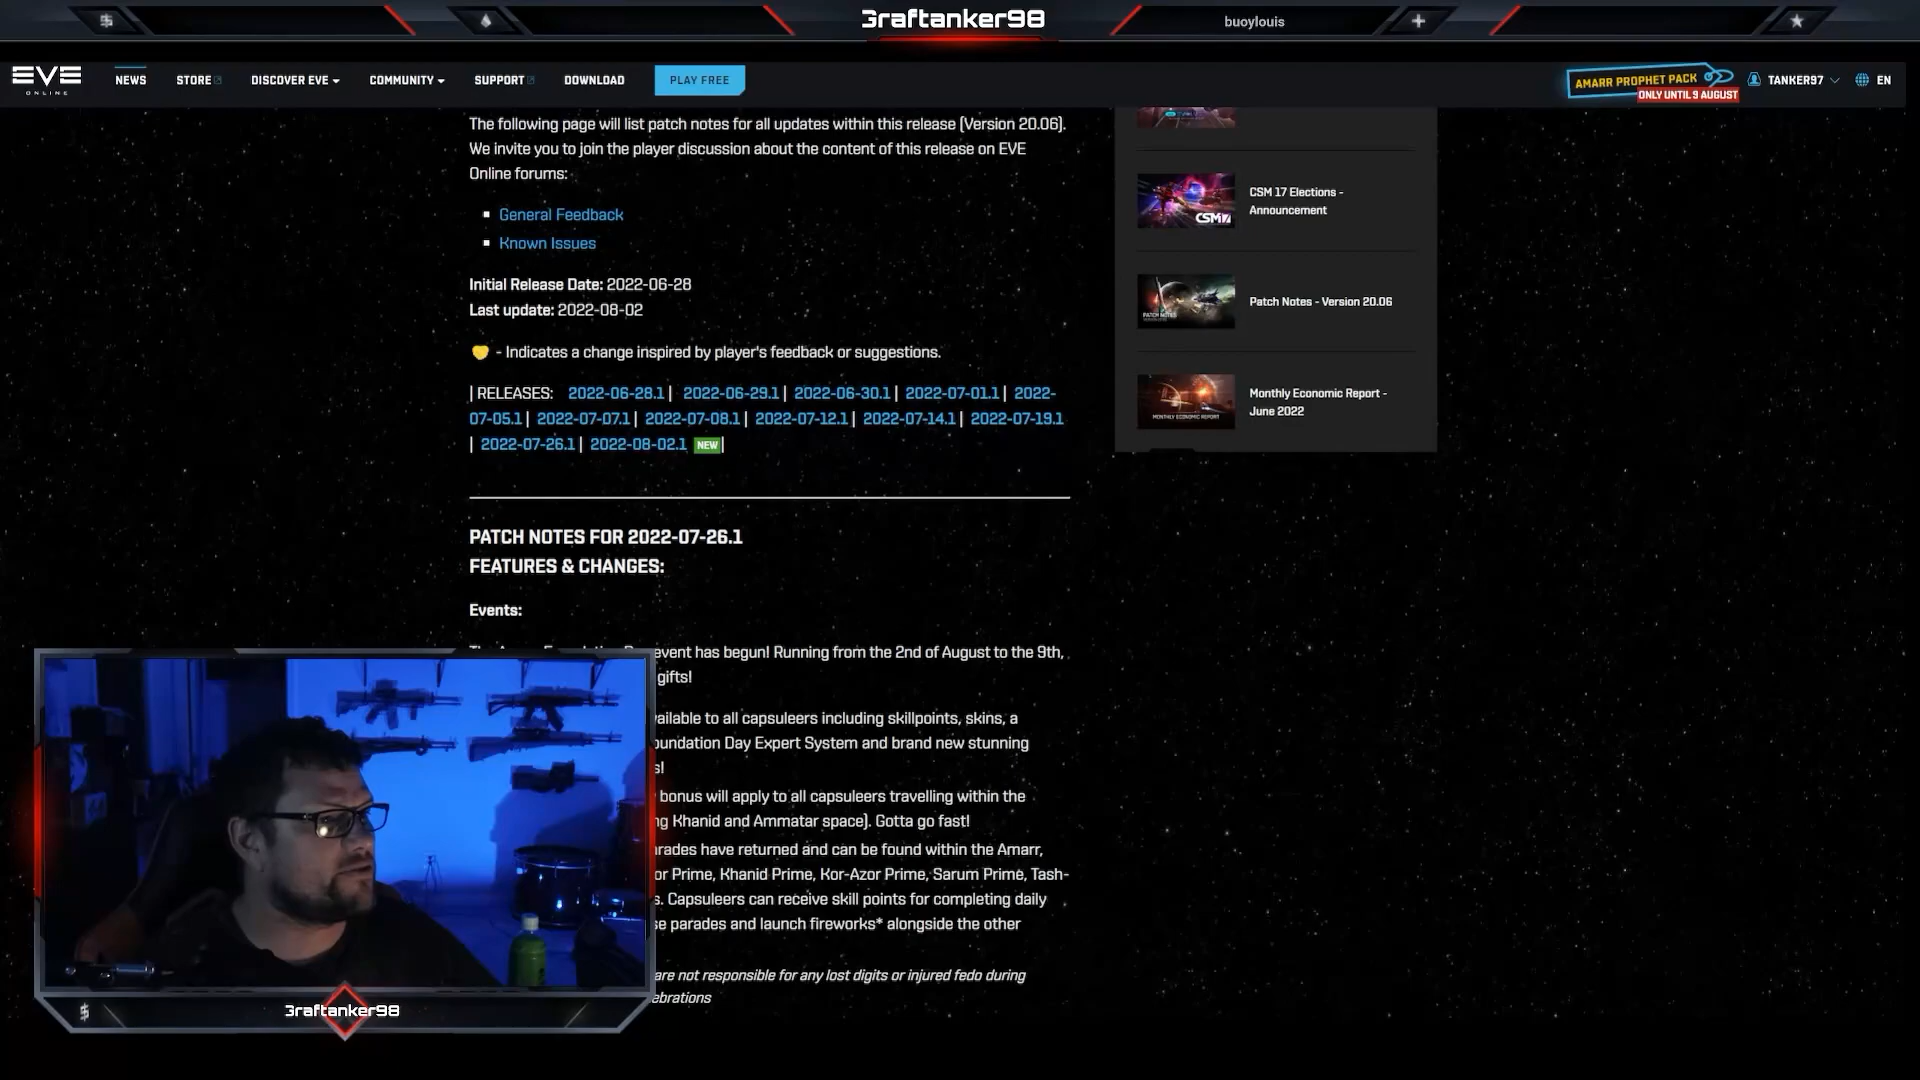 3raftanker98
buoylouis
EVE
ONLINE
NEWS
STORE
DISCOVER EVE
COMMUNITY
SUPPORT
DOWNLOAD
PLAY FREE
AMARR PROPHET PACK
ONLY UNTIL 9 AUGUST
TANKER97
EN
The following page will list patch notes for all updates within this release (Version 20.06).
We invite you to join the player discussion about the content of this release on EVE
Online forums:
General Feedback
Known Issues
Initial Release Date: 2022-06-28
Last update: 2022-08-02
- Indicates a change inspired by player's feedback or suggestions.
| RELEASES: 2022-06-28.1 | 2022-06-29.1 | 2022-06-30.1 | 2022-07-01.1 | 2022-
07-05.1 | 2022-07-07.1 | 2022-07-08.1 | 2022-07-12.1 | 2022-07-14.1 | 2022-07-19.1
| 2022-07-26.1 | 2022-08-02.1 NEW |
CSM17
CSM 17 Elections -
Announcement
PATCH NOTES
Patch Notes - Version 20.06
MONTHLY ECONOMIC REPORT
Monthly Economic Report -
June 2022
PATCH NOTES FOR 2022-07-26.1
FEATURES & CHANGES:
Events:
event has begun! Running from the 2nd of August to the 9th,
gifts!
ailable to all capsuleers including skillpoints, skins, a
undation Day Expert System and brand new stunning
s!
bonus will apply to all capsuleers travelling within the
ng Khanid and Ammatar space). Gotta go fast!
rades have returned and can be found within the Amarr,
or Prime, Khanid Prime, Kor-Azor Prime, Sarum Prime, Tash-
s. Capsuleers can receive skill points for completing daily
se parades and launch fireworks* alongside the other
are not responsible for any lost digits or injured fedo during
ebrations
3raftanker98